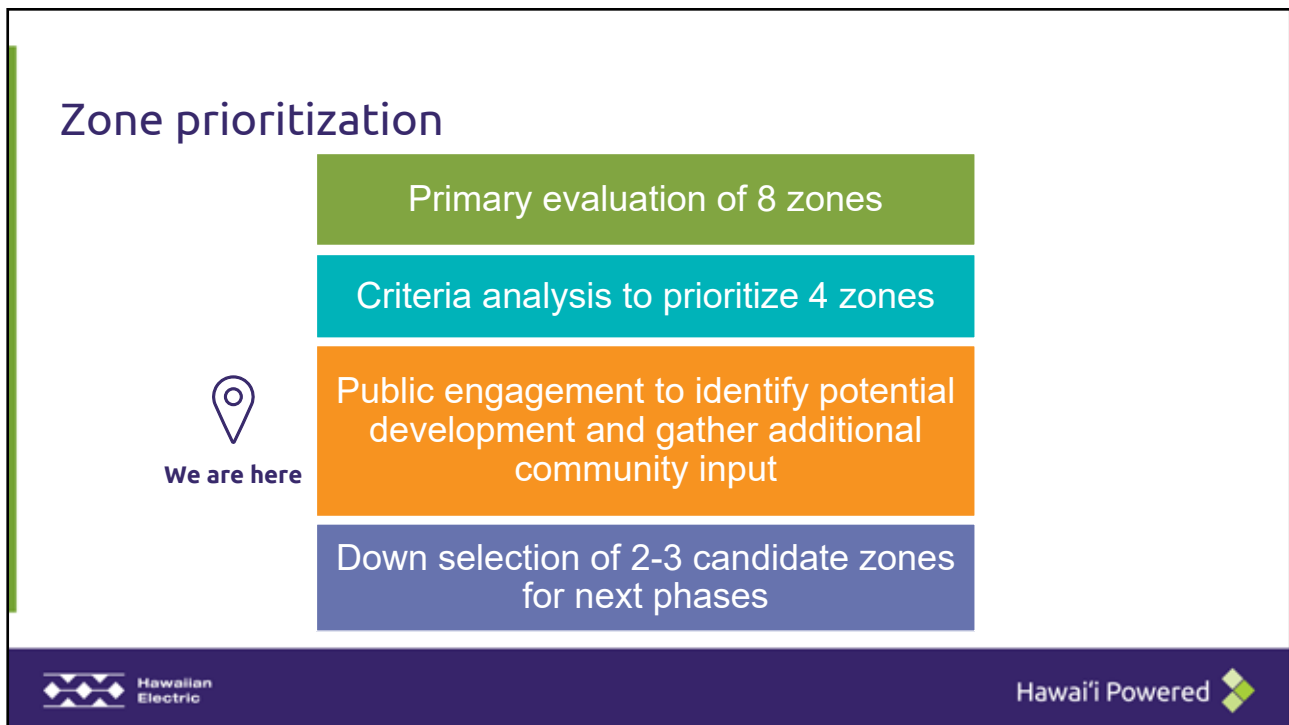 Zone prioritization
Primary evaluation of 8 zones
Criteria analysis to prioritize 4 zones
Public engagement to identify potential
development and gather additional
community input
We are here
Down selection of 2-3 candidate zones
for next phases
Hawaiian
Electric
Hawaiʻi Powered